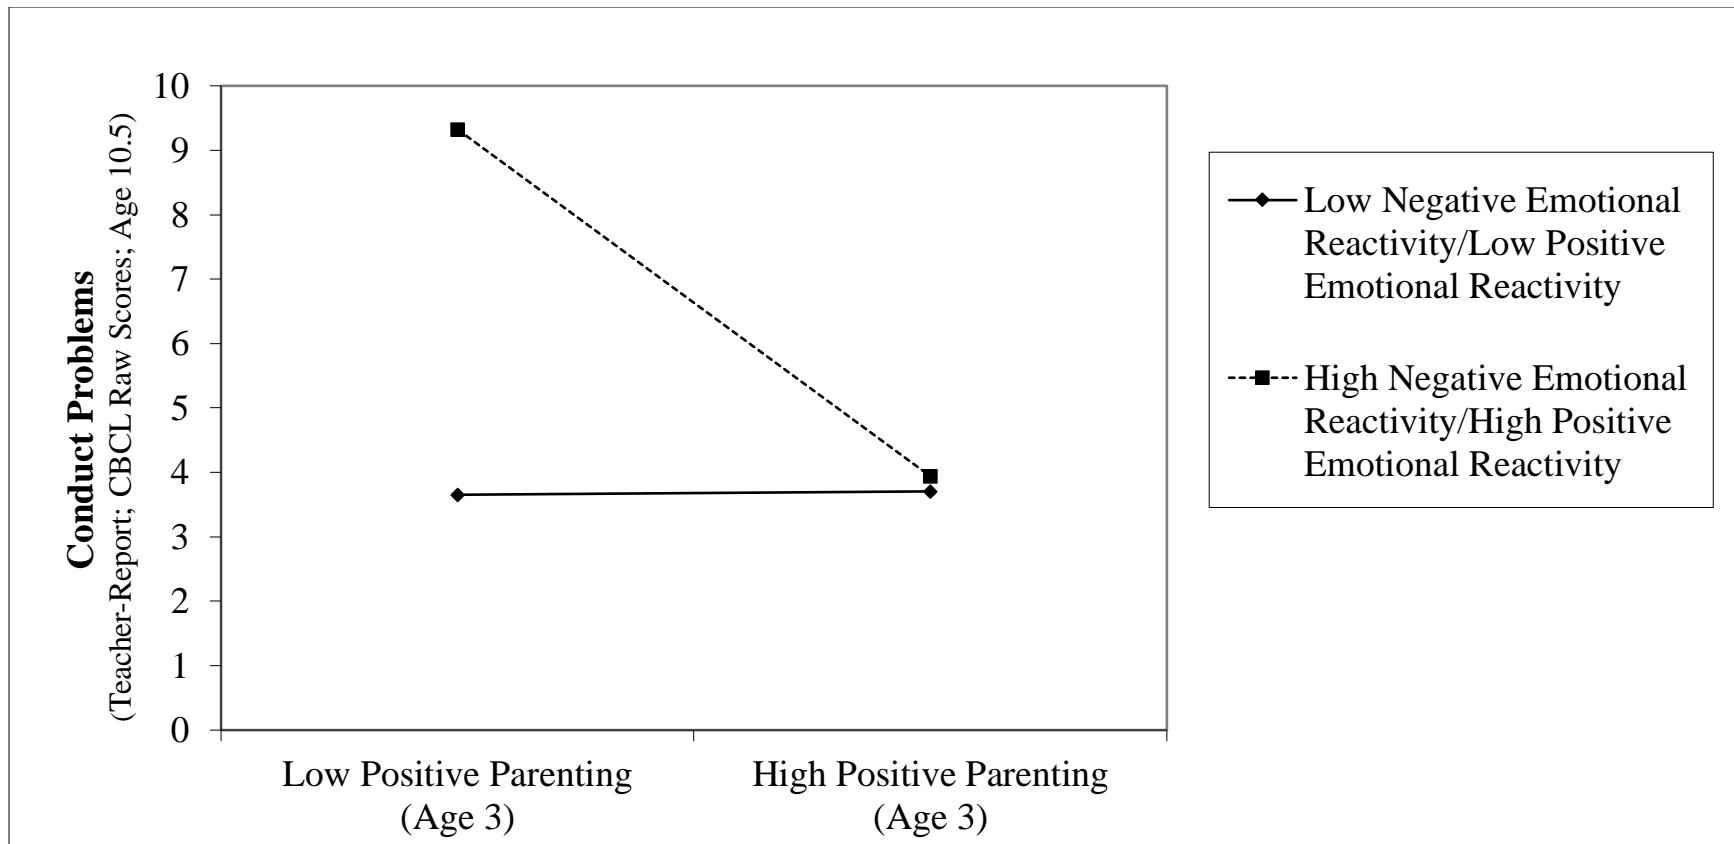 Conduct Problems
(Teacher-Report; CBCL Raw Scores; Age 10.5)
10
9
8
7
6
5
4
3
2
1
0
Low Positive Parenting
(Age 3)
High Positive Parenting
(Age 3)
Low Negative Emotional
Reactivity/Low Positive
Emotional Reactivity
High Negative Emotional
Reactivity/High Positive
Emotional Reactivity